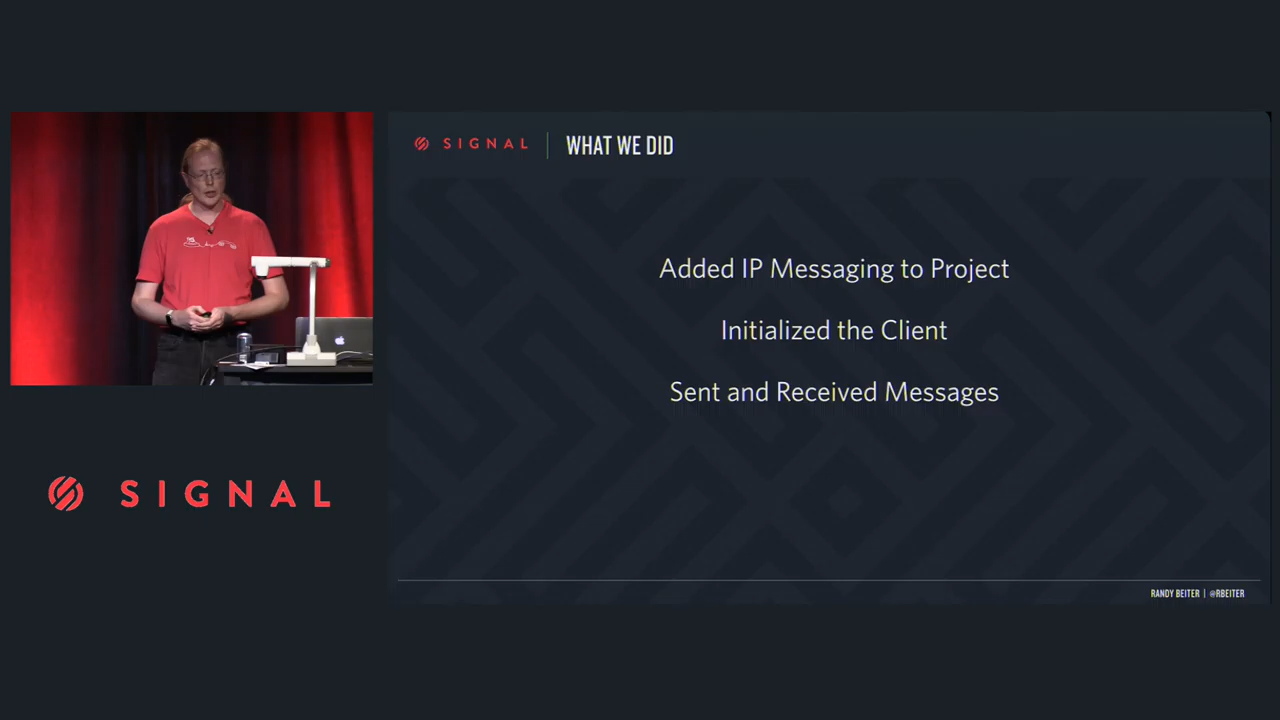 SIGNAL | WHAT WE DID
Added IP Messaging to Project
Initialized the Client
Sent and Received Messages
SIGNAL
RANDY BEITER | @RBEITER